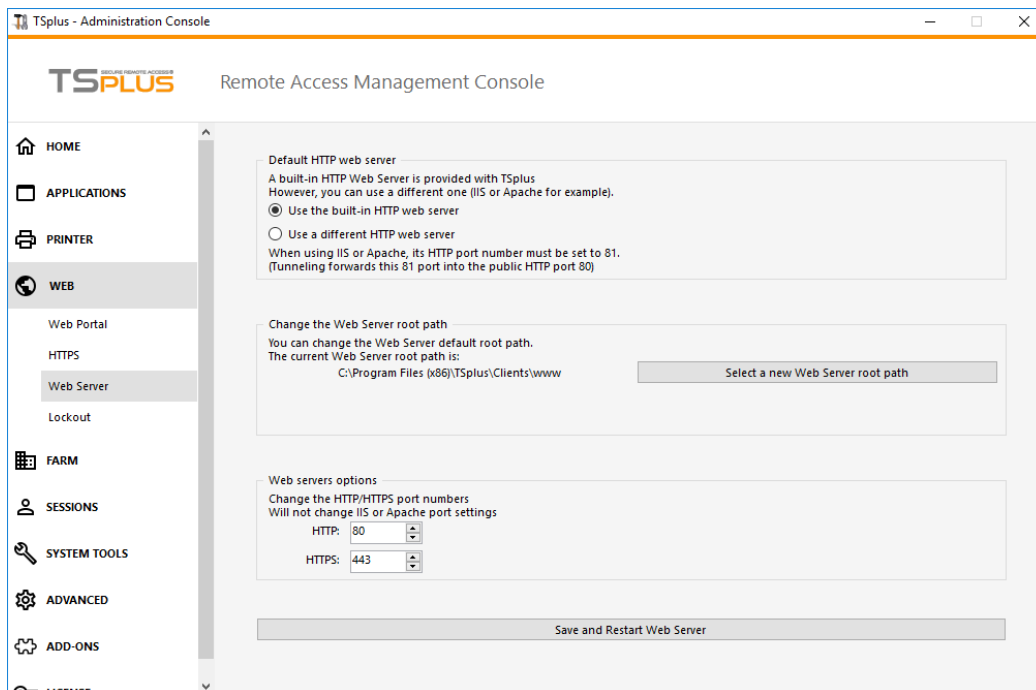 TSplus - Administration Console
SECURE REMOTE ACCESS
TSPLUS
Remote Access Management Console
HOME
APPLICATIONS
PRINTER
WEB
Web Portal
HTTPS
Web Server
Lockout
FARM
SESSIONS
SYSTEM TOOLS
ADVANCED
ADD-ONS
Default HTTP web server
A built-in HTTP Web Server is provided with TSplus
However, you can use a different one (IIS or Apache for example).
Use the built-in HTTP web server
Use a different HTTP web server
When using IIS or Apache, its HTTP port number must be set to 81.
(Tunneling forwards this 81 port into the public HTTP port 80)
Change the Web Server root path
You can change the Web Server default root path.
The current Web Server root path is:
C:\Program Files (x86)\TSplus\Clients\www
Select a new Web Server root path
Web servers options
Change the HTTP/HTTPS port numbers
Will not change IIS or Apache port settings
HTTP: 80
HTTPS: 443
Save and Restart Web Server